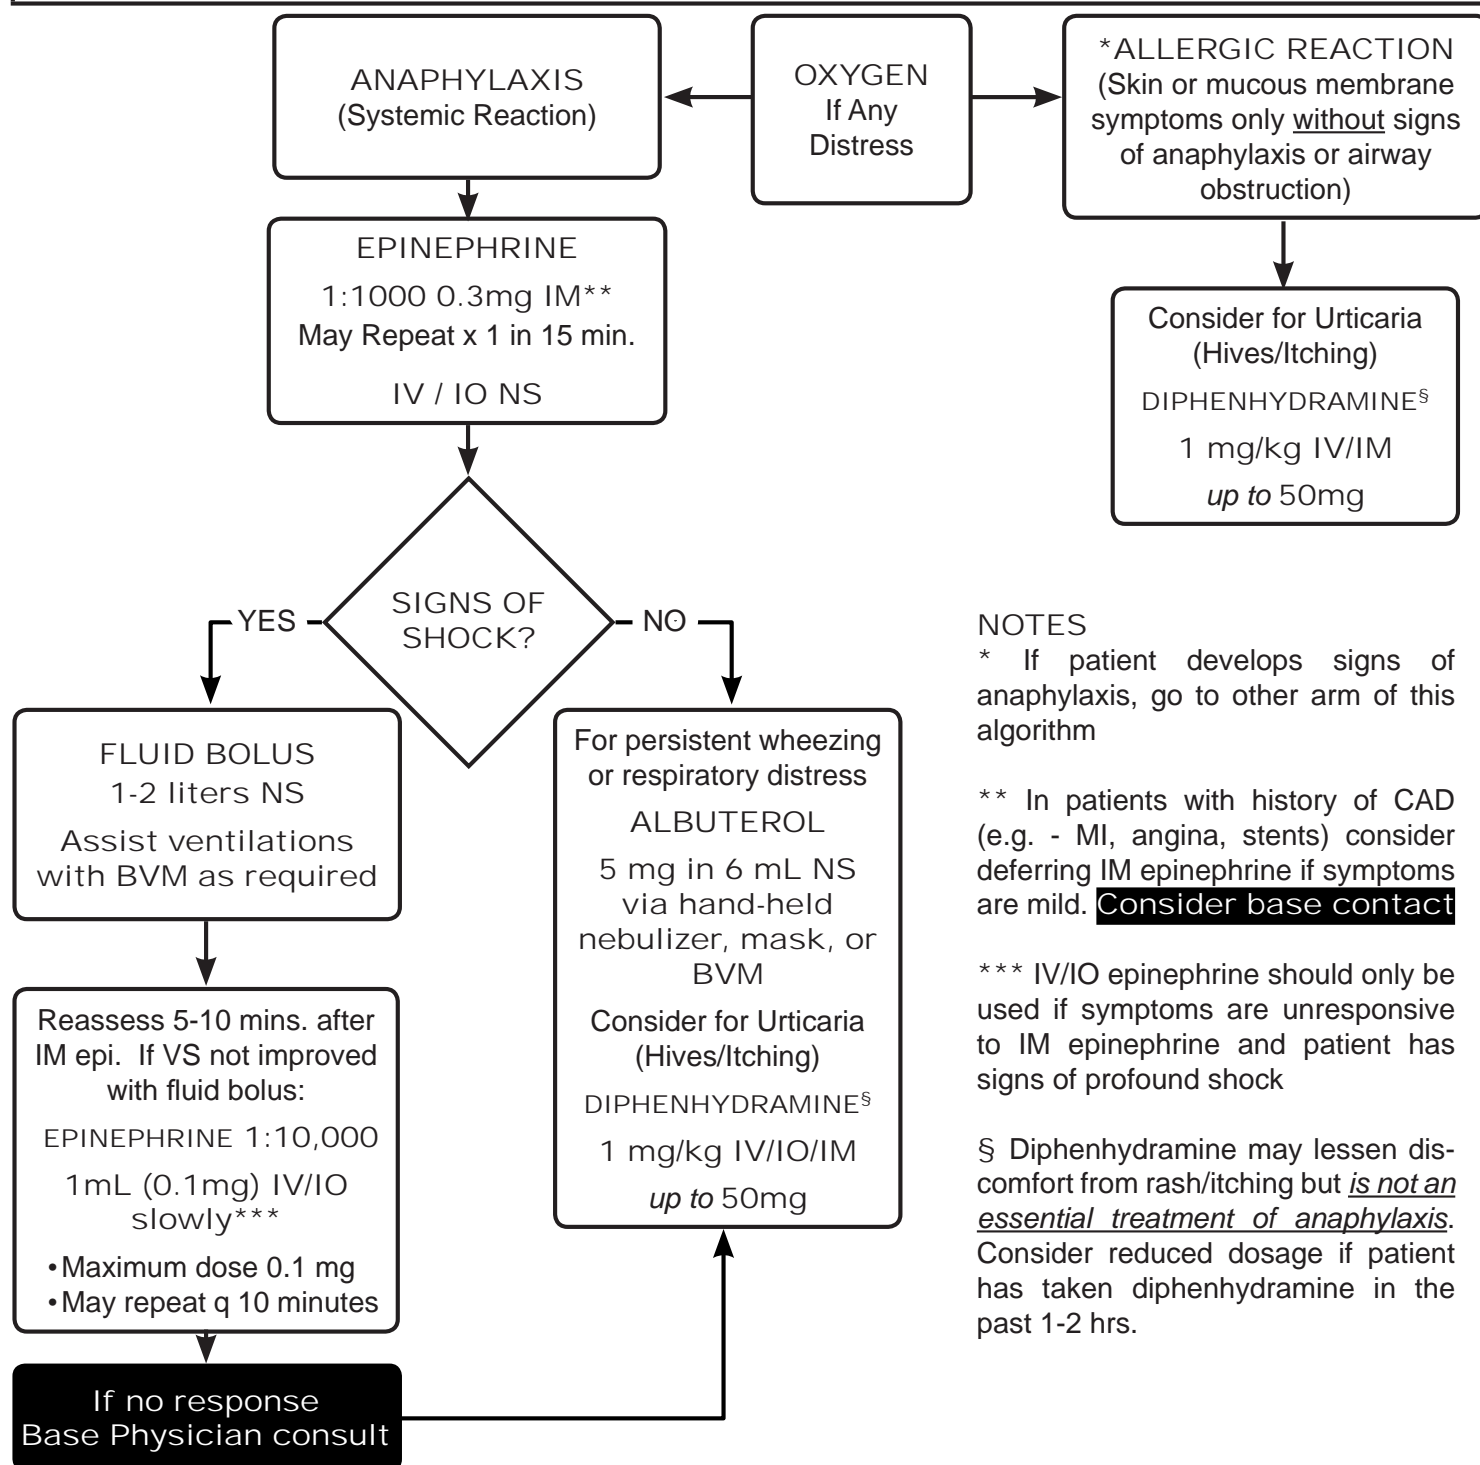 ANAPHYLAXIS
(Systemic Reaction)
OXYGEN
If Any
Distress
*ALLERGIC REACTION
(Skin or mucous membrane
symptoms only without signs
of anaphylaxis or airway
obstruction)
EPINEPHRINE
1:1000 0.3mg IM**
May Repeat x 1 in 15 min.
IV / IO NS
Consider for Urticaria
(Hives/Itching)
DIPHENHYDRAMINE§
1 mg/kg IV/IM
up to 50mg
SIGNS OF
SHOCK?
YES
NO
FLUID BOLUS
1-2 liters NS
Assist ventilations
with BVM as required
Reassess 5-10 mins. after
IM epi.  If VS not improved
with fluid bolus:
EPINEPHRINE 1:10,000
1mL (0.1mg) IV/IO
slowly***
•Maximum dose 0.1 mg
•May repeat q 10 minutes
If no response
Base Physician consult
For persistent wheezing
or respiratory distress
ALBUTEROL
5 mg in 6 mL NS
via hand-held
nebulizer, mask, or
BVM
Consider for Urticaria
(Hives/Itching)
DIPHENHYDRAMINE§
1 mg/kg IV/IO/IM
up to 50mg
NOTES
* If patient develops signs of
anaphylaxis, go to other arm of this
algorithm
** In patients with history of CAD
(e.g. - MI, angina, stents) consider
deferring IM epinephrine if symptoms
are mild. Consider base contact
*** IV/IO epinephrine should only be
used if symptoms are unresponsive
to IM epinephrine and patient has
signs of profound shock
§ Diphenhydramine may lessen dis-
comfort from rash/itching but is not an
essential treatment of anaphylaxis.
Consider reduced dosage if patient
has taken diphenhydramine in the
past 1-2 hrs.